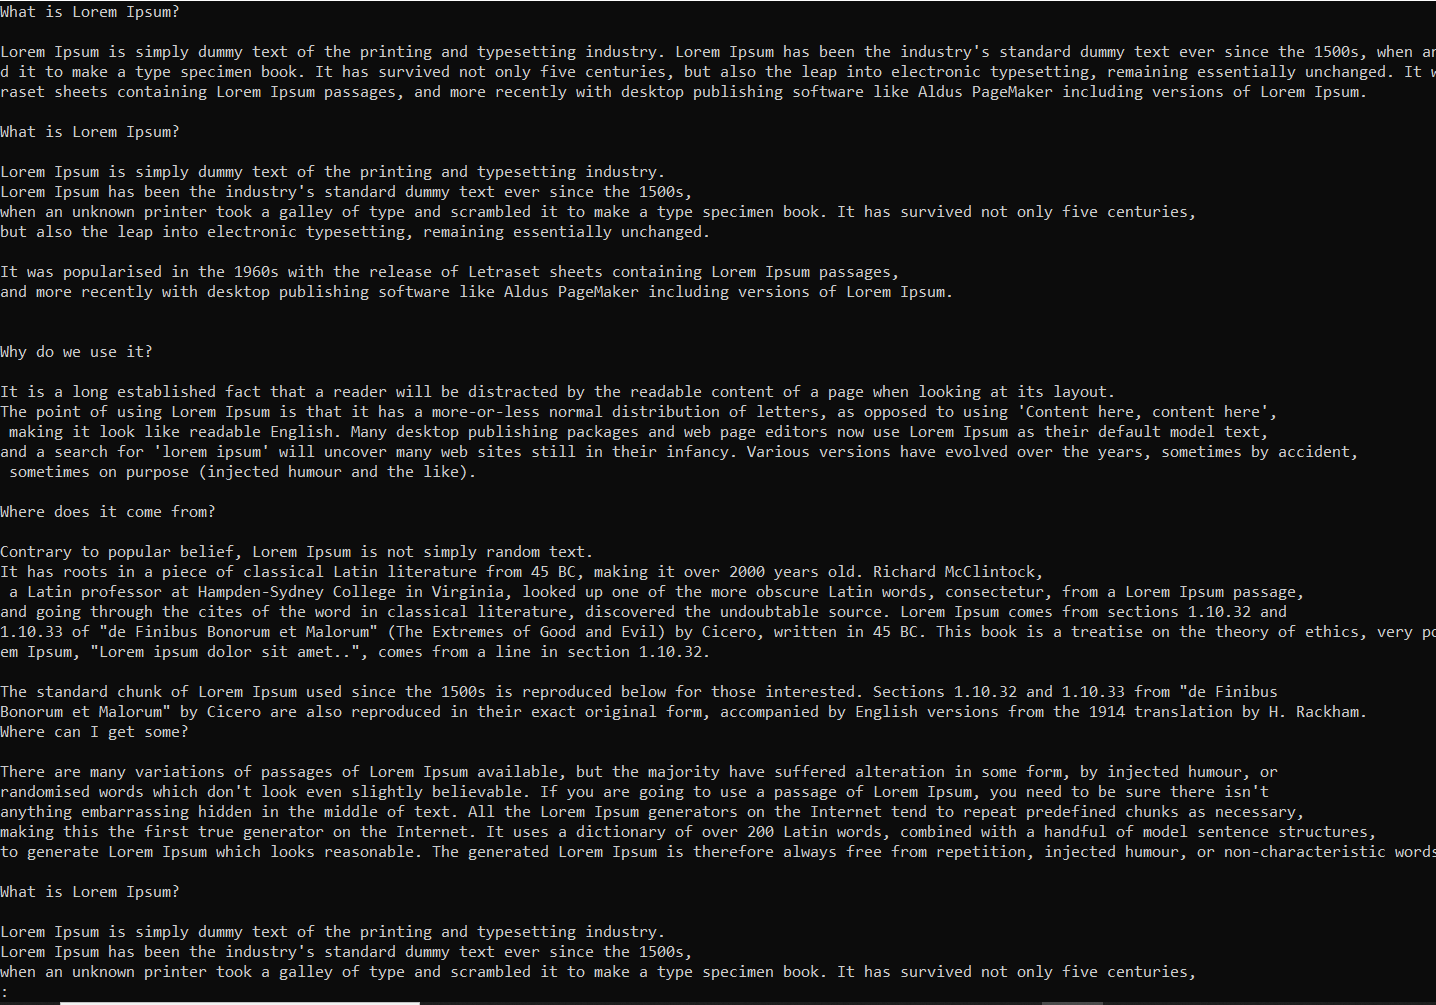 What is Lorem Ipsum?

Lorem Ipsum is simply dummy text of the printing and typesetting industry. Lorem Ipsum has been the industry's standard dummy text ever since the 1500s, when
d it to make a type specimen book. It has survived not only five centuries, but also the leap into electronic typesetting, remaining essentially unchanged. It
raset sheets containing Lorem Ipsum passages, and more recently with desktop publishing software like Aldus PageMaker including versions of Lorem Ipsum.

What is Lorem Ipsum?

Lorem Ipsum is simply dummy text of the printing and typesetting industry.
Lorem Ipsum has been the industry's standard dummy text ever since the 1500s,
when an unknown printer took a galley of type and scrambled it to make a type specimen book. It has survived not only five centuries,
but also the leap into electronic typesetting, remaining essentially unchanged.

It was popularised in the 1960s with the release of Letraset sheets containing Lorem Ipsum passages,
and more recently with desktop publishing software like Aldus PageMaker including versions of Lorem Ipsum.


Why do we use it?

It is a long established fact that a reader will be distracted by the readable content of a page when looking at its layout.
The point of using Lorem Ipsum is that it has a more-or-less normal distribution of letters, as opposed to using 'Content here, content here',
 making it look like readable English. Many desktop publishing packages and web page editors now use Lorem Ipsum as their default model text,
and a search for 'lorem ipsum' will uncover many web sites still in their infancy. Various versions have evolved over the years, sometimes by accident,
 sometimes on purpose (injected humour and the like).

Where does it come from?

Contrary to popular belief, Lorem Ipsum is not simply random text.
It has roots in a piece of classical Latin literature from 45 BC, making it over 2000 years old. Richard McClintock,
 a Latin professor at Hampden-Sydney College in Virginia, looked up one of the more obscure Latin words, consectetur, from a Lorem Ipsum passage,
and going through the cites of the word in classical literature, discovered the undoubtable source. Lorem Ipsum comes from sections 1.10.32 and
1.10.33 of "de Finibus Bonorum et Malorum" (The Extremes of Good and Evil) by Cicero, written in 45 BC. This book is a treatise on the theory of ethics, very
em Ipsum, "Lorem ipsum dolor sit amet..", comes from a line in section 1.10.32.

The standard chunk of Lorem Ipsum used since the 1500s is reproduced below for those interested. Sections 1.10.32 and 1.10.33 from "de Finibus
Bonorum et Malorum" by Cicero are also reproduced in their exact original form, accompanied by English versions from the 1914 translation by H. Rackham.
Where can I get some?

There are many variations of passages of Lorem Ipsum available, but the majority have suffered alteration in some form, by injected humour, or
randomised words which don't look even slightly believable. If you are going to use a passage of Lorem Ipsum, you need to be sure there isn't
anything embarrassing hidden in the middle of text. All the Lorem Ipsum generators on the Internet tend to repeat predefined chunks as necessary,
making this the first true generator on the Internet. It uses a dictionary of over 200 Latin words, combined with a handful of model sentence structures,
to generate Lorem Ipsum which looks reasonable. The generated Lorem Ipsum is therefore always free from repetition, injected humour, or non-characteristic words

What is Lorem Ipsum?

Lorem Ipsum is simply dummy text of the printing and typesetting industry.
Lorem Ipsum has been the industry's standard dummy text ever since the 1500s,
when an unknown printer took a galley of type and scrambled it to make a type specimen book. It has survived not only five centuries,
: